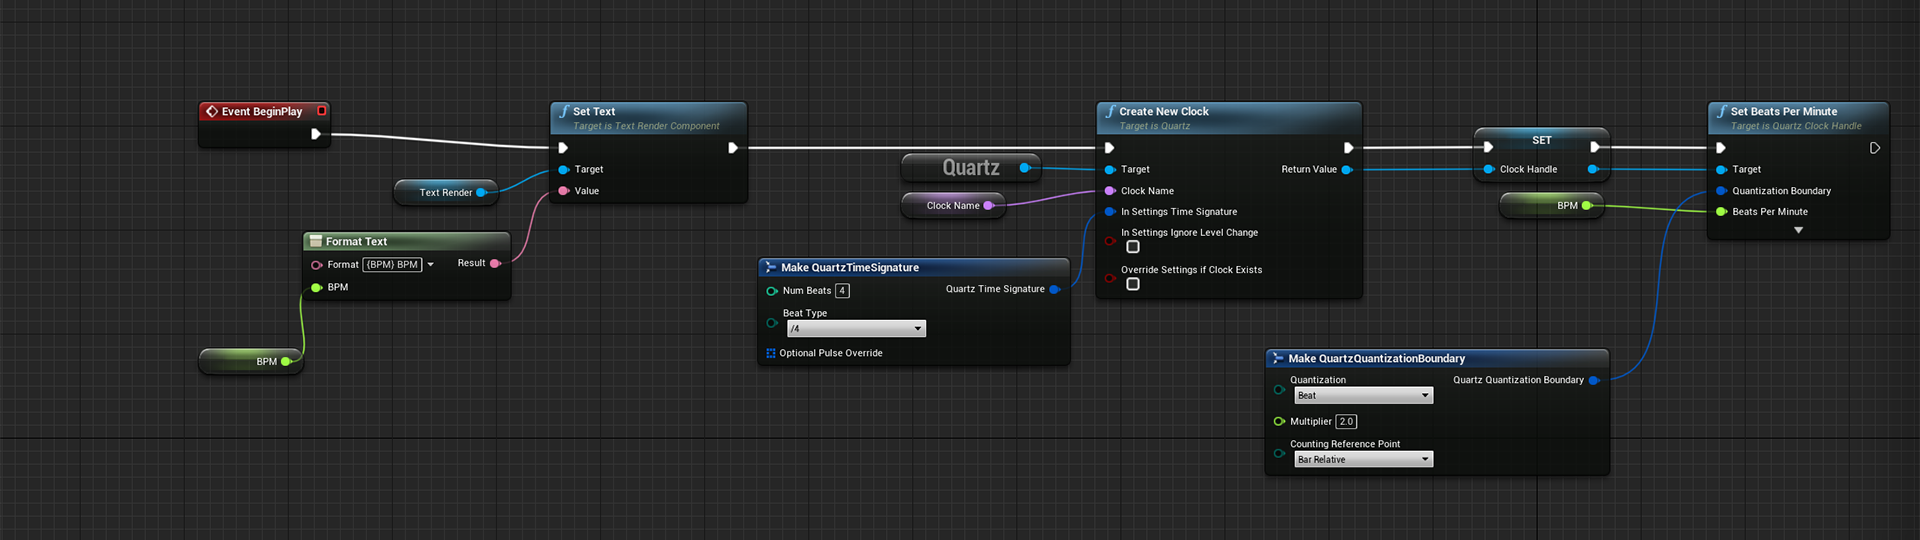 Event BeginPlay
Text Render
Format Text
Format {BPM} BPM
Result
BPM
BPM
Set Text
Target is Text Render Component
Target
Value
Make QuartzTimeSignature
Num Beats 4
Quartz Time Signature
Beat Type
/4
Optional Pulse Override
Quartz
Clock Name
Create New Clock
Target is Quartz
Target
Return Value
Clock Name
In Settings Time Signature
In Settings Ignore Level Change
Override Settings if Clock Exists
SET
Clock Handle
BPM
Make QuartzQuantizationBoundary
Quantization
Quartz Quantization Boundary
Beat
Multiplier 2.0
Counting Reference Point
Bar Relative
Set Beats Per Minute
Target is Quartz Clock Handle
Target
Quantization Boundary
Beats Per Minute